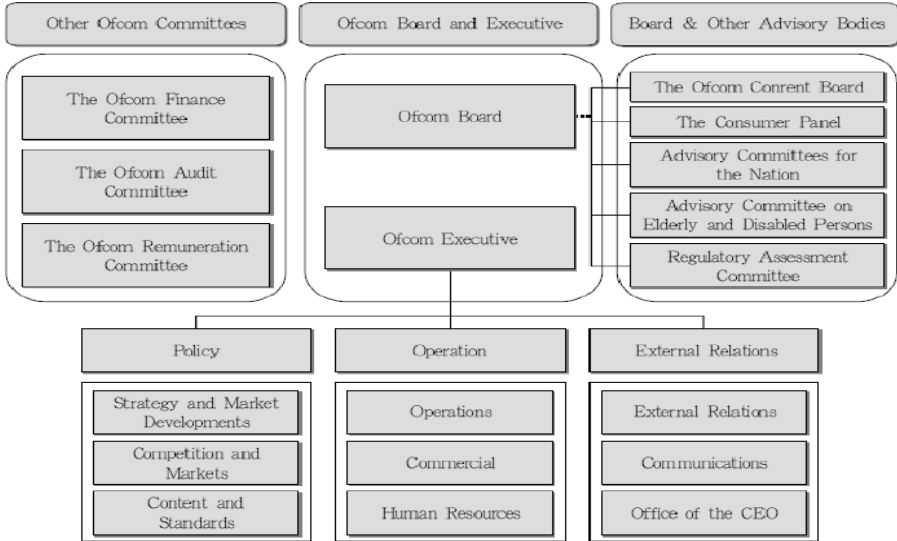 Other Ofcom Committees
Ofcom Board and Executive
Board & Other Advisory Bodies
The Ofcom Finance
Committee
The Ofcom Audit
Committee
The Ofcom Remuneration
Committee
Ofcom Board
Ofcom Executive
The Ofcom Conrent Board
The Consumer Panel
Advisory Committees for
the Nation
Advisory Committee on
Elderly and Disabled Persons
Regulatory Assessment
Committee
Policy
Strategy and Market
Developments
Competition and
Markets
Content and
Standards
Operation
Operations
Commercial
Human Resources
External Relations
External Relations
Communications
Office of the CEO